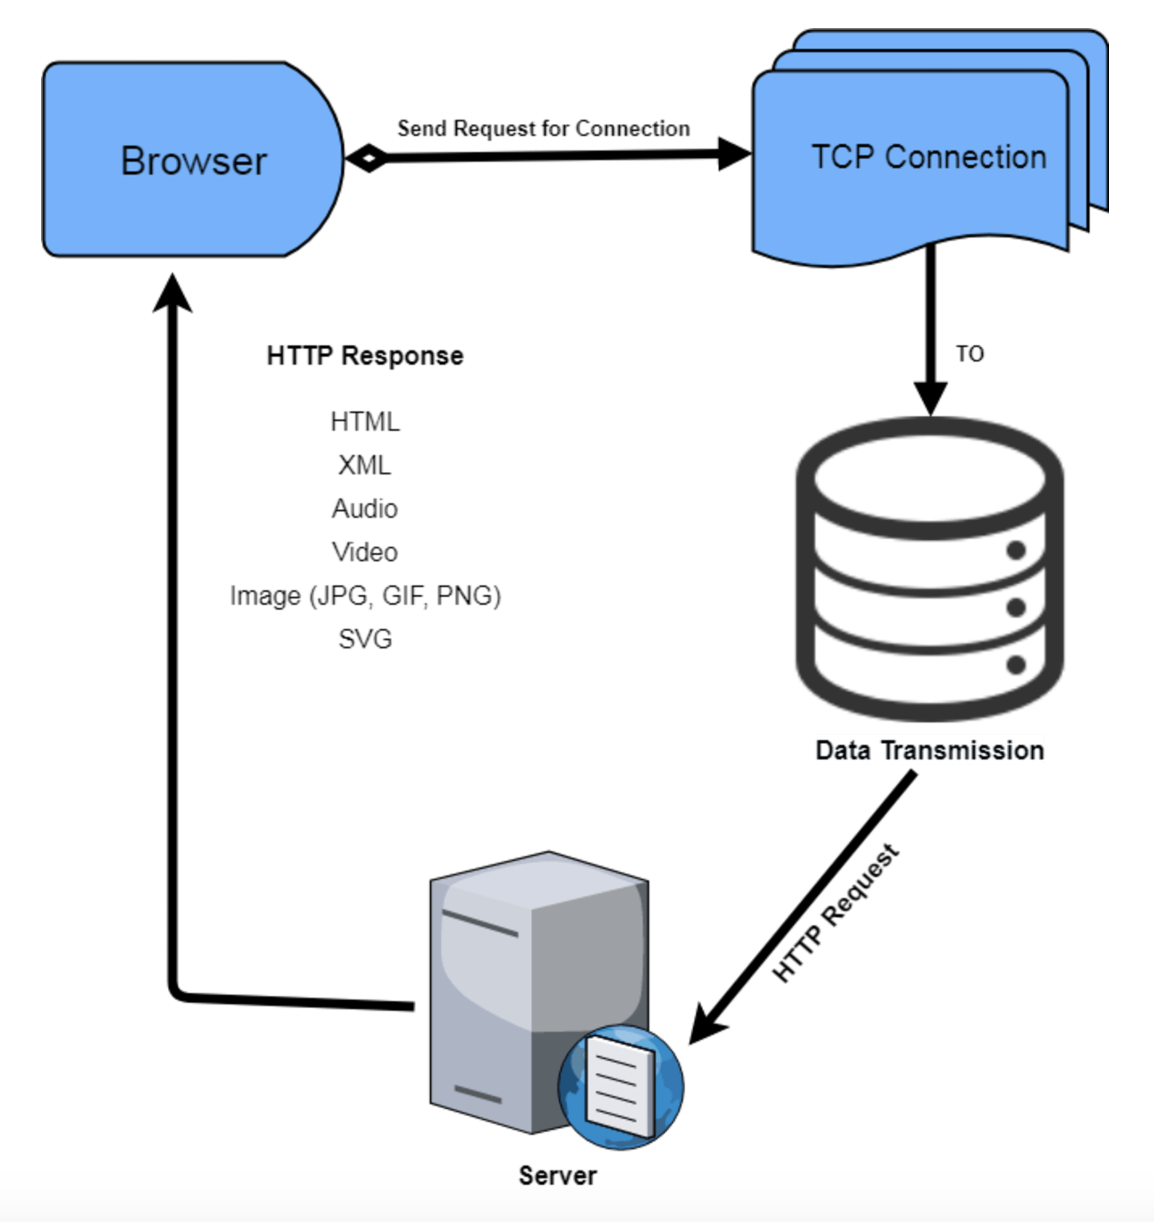 Browser
Send Request for Connection
TCP Connection
TO
HTTP Response
HTML
XML
Audio
Video
Image (JPG, GIF, PNG)
SVG
Data Transmission
HTTP Request
Server